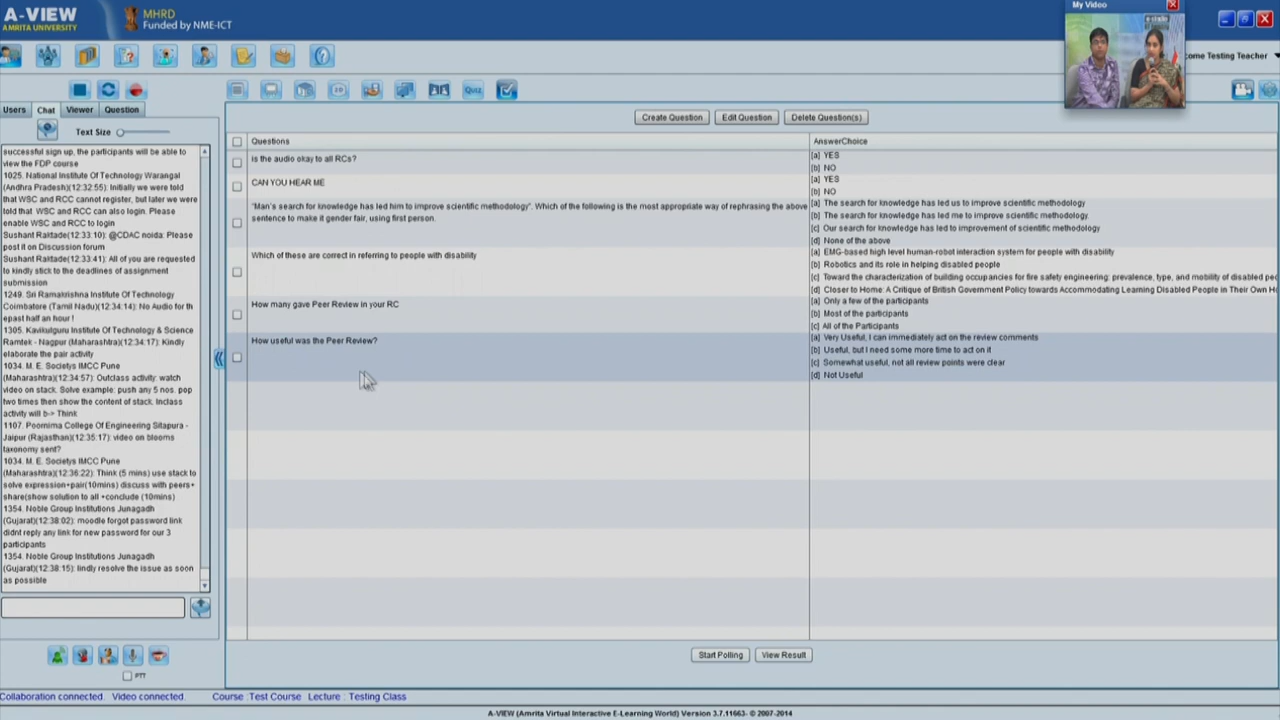 A-VIEW
AMRITA UNIVERSITY
MHRD
Funded by NME-ICT
My Video
come Testing Teacher
Quiz
Users Chat Viewer Question
Text Size
successful sign up, the participants will be able to
view the FDP course
1025. National Institute Of Technology Warangal
(Andhra Pradesh)(12:32:55): Initially we were told
that WSC and RCC cannot register, but later we were
told that WSC and RCC can also login. Please
enable WSC and RCC to login
Sushant Raktade(12:33:10): @CDAC noida: Please
post it on Discussion forum
Sushant Raktade(12:33:41): All of you are requested
to kindly stick to the deadlines of assignment
submission
1249. Sri Ramakrishna Institute Of Technology
Coimbatore (Tamil Nadu)(12:34:14): No Audio for th
epast half an hour !
1305. Kavikulguru Institute Of Technology & Science
Ramtek - Nagpur (Maharashtra)(12:34:17): Kindly
elaborate the pair activity
1034. M. E. Societys IMCC Pune
(Maharashtra)(12:34:57): Outclass activity: watch
video on stack. Solve example: push any 5 nos. pop
two times then show the content of stack. Inclass
activity will b-> Think
1107. Poornima College Of Engineering Sitapura -
Jaipur (Rajasthan)(12:35:17): video on blooms
taxonomy sent?
1034. M. E. Societys IMCC Pune
(Maharashtra)(12:36:22): Think (5 mins) use stack to
solve expression+pair(10mins) discuss with peers+
share(show solution to all +conclude (10mins)
1354. Noble Group Institutions Junagadh
(Gujarat)(12:38:02): moodle forgot password link
didnt reply any link for new password for our 3
participants
1354. Noble Group Institutions Junagadh
(Gujarat)(12:38:15): lindly resolve the issue as soon
as possible
PTT
Create Question Edit Question Delete Question(s)
Questions AnswerChoice
is the audio okay to all RCs?
[a] YES
[b] NO
CAN YOU HEAR ME
[a] YES
[b] NO
"Man's search for knowledge has led him to improve scientific methodology". Which of the following is the most appropriate way of rephrasing the above
sentence to make it gender fair, using first person.
[a] The search for knowledge has led us to improve scientific methodology
[b] The search for knowledge has led me to improve scientific methodology.
[c] Our search for knowledge has led to improvement of scientific methodology
[d] None of the above
Which of these are correct in referring to people with disability
[a] EMG-based high level human-robot interaction system for people with disability
[b] Robotics and its role in helping disabled people
[c] Toward the characterization of building occupancies for fire safety engineering: prevalence, type, and mobility of disabled peo
[d] Closer to Home: A Critique of British Government Policy towards Accommodating Learning Disabled People in Their Own Ho
How many gave Peer Review in your RC
[a] Only a few of the participants
[b] Most of the participants
[c] All of the Participants
How useful was the Peer Review?
[a] Very Useful, I can immediately act on the review comments
[b] Useful, but I need some more time to act on it
[c] Somewhat useful, not all review points were clear
[d] Not Useful
Start Polling View Result
Collaboration connected. Video connected. Course : Test Course Lecture : Testing Class
A-VIEW (Amrita Virtual Interactive E-Learning World) Version 3.7.11663- © 2007-2014